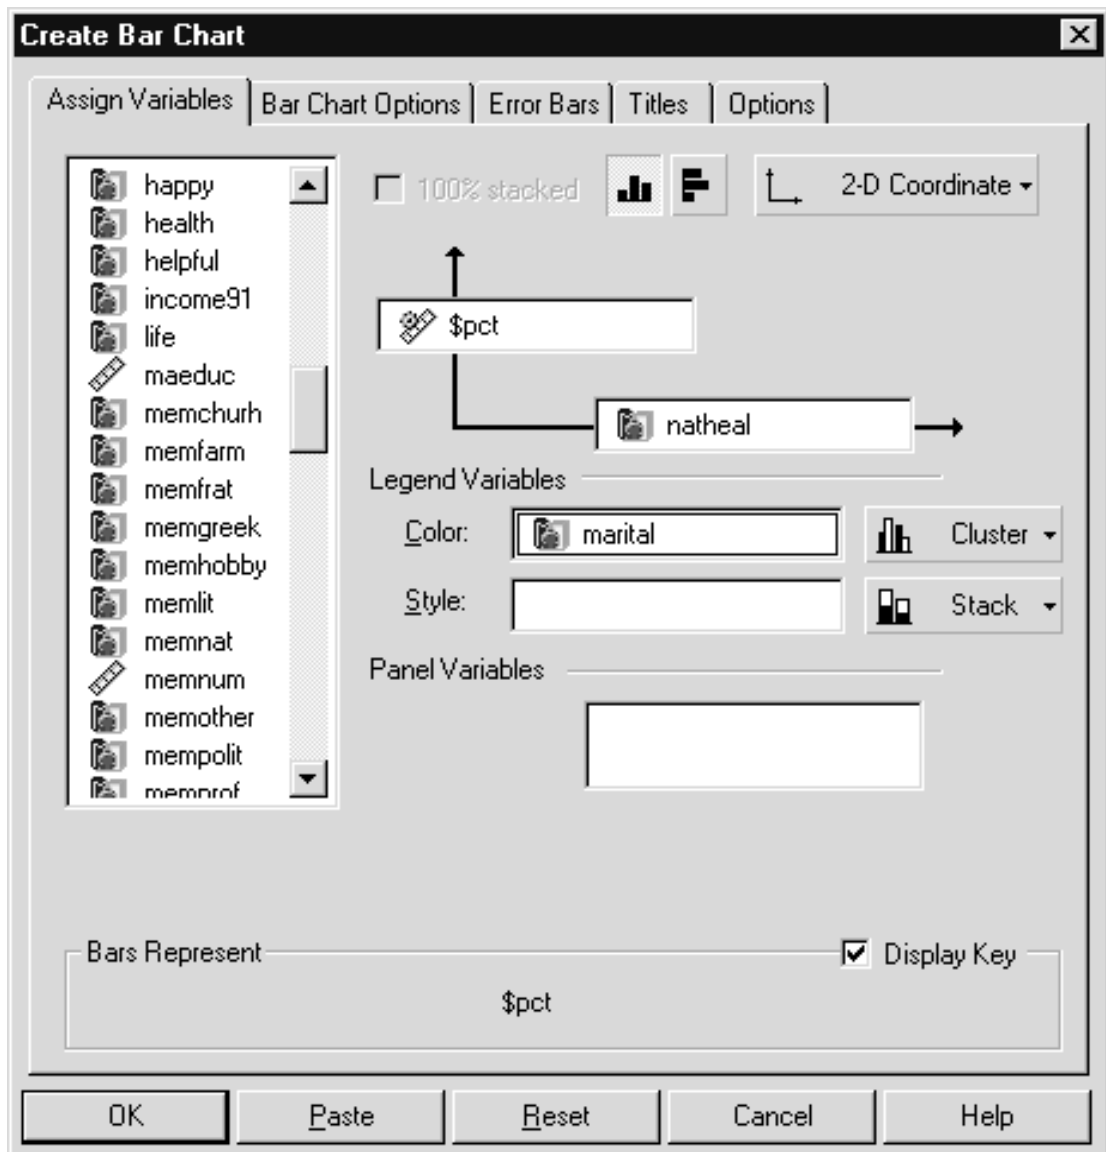 Create Bar Chart
Assign Variables Bar Chart Options Error Bars Titles Options
happy
health
helpful
income91
life
maeduc
memchurh
memfarm
memfrat
memgreek
memhobby
memlit
memnat
memnum
memother
mempolit
memprof
100% stacked
2-D Coordinate
$pct
natheal
Legend Variables
Color: marital Cluster
Style: Stack
Panel Variables
Bars Represent Display Key
$pct
OK Paste Reset Cancel Help